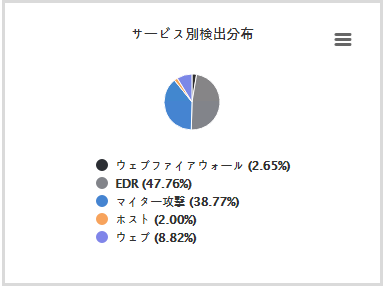 サービス別検出分布
ウェブファイアウォール (2.65%)
EDR (47.76%)
マイター攻撃 (38.77%)
ホスト (2.00%)
ウェブ (8.82%)